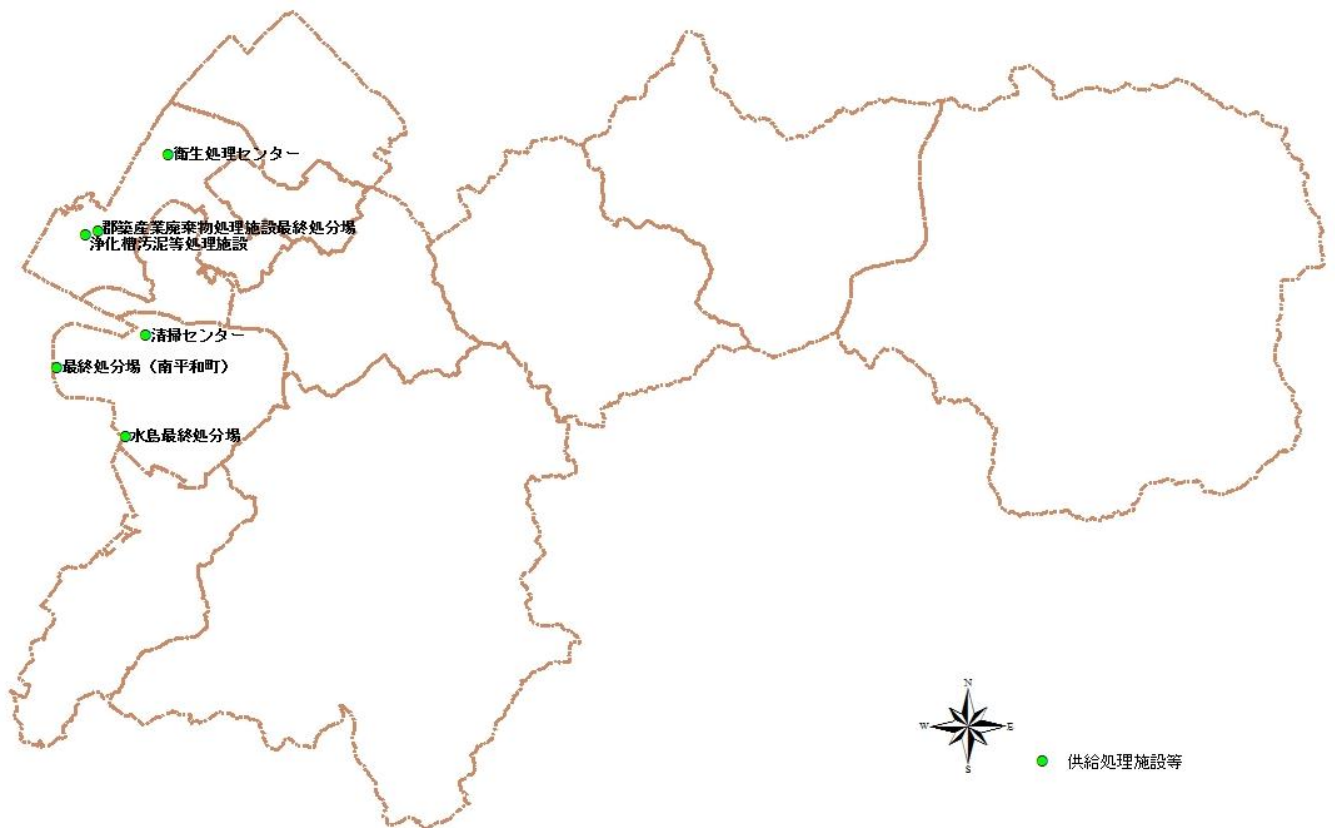 衛生処理センター
郡築産業廃棄物処理施設最終処分場
浄化槽汚泥等処理施設
清掃センター
最終処分場（南平和町）
水島最終処分場
N
W
E
S
供給処理施設等